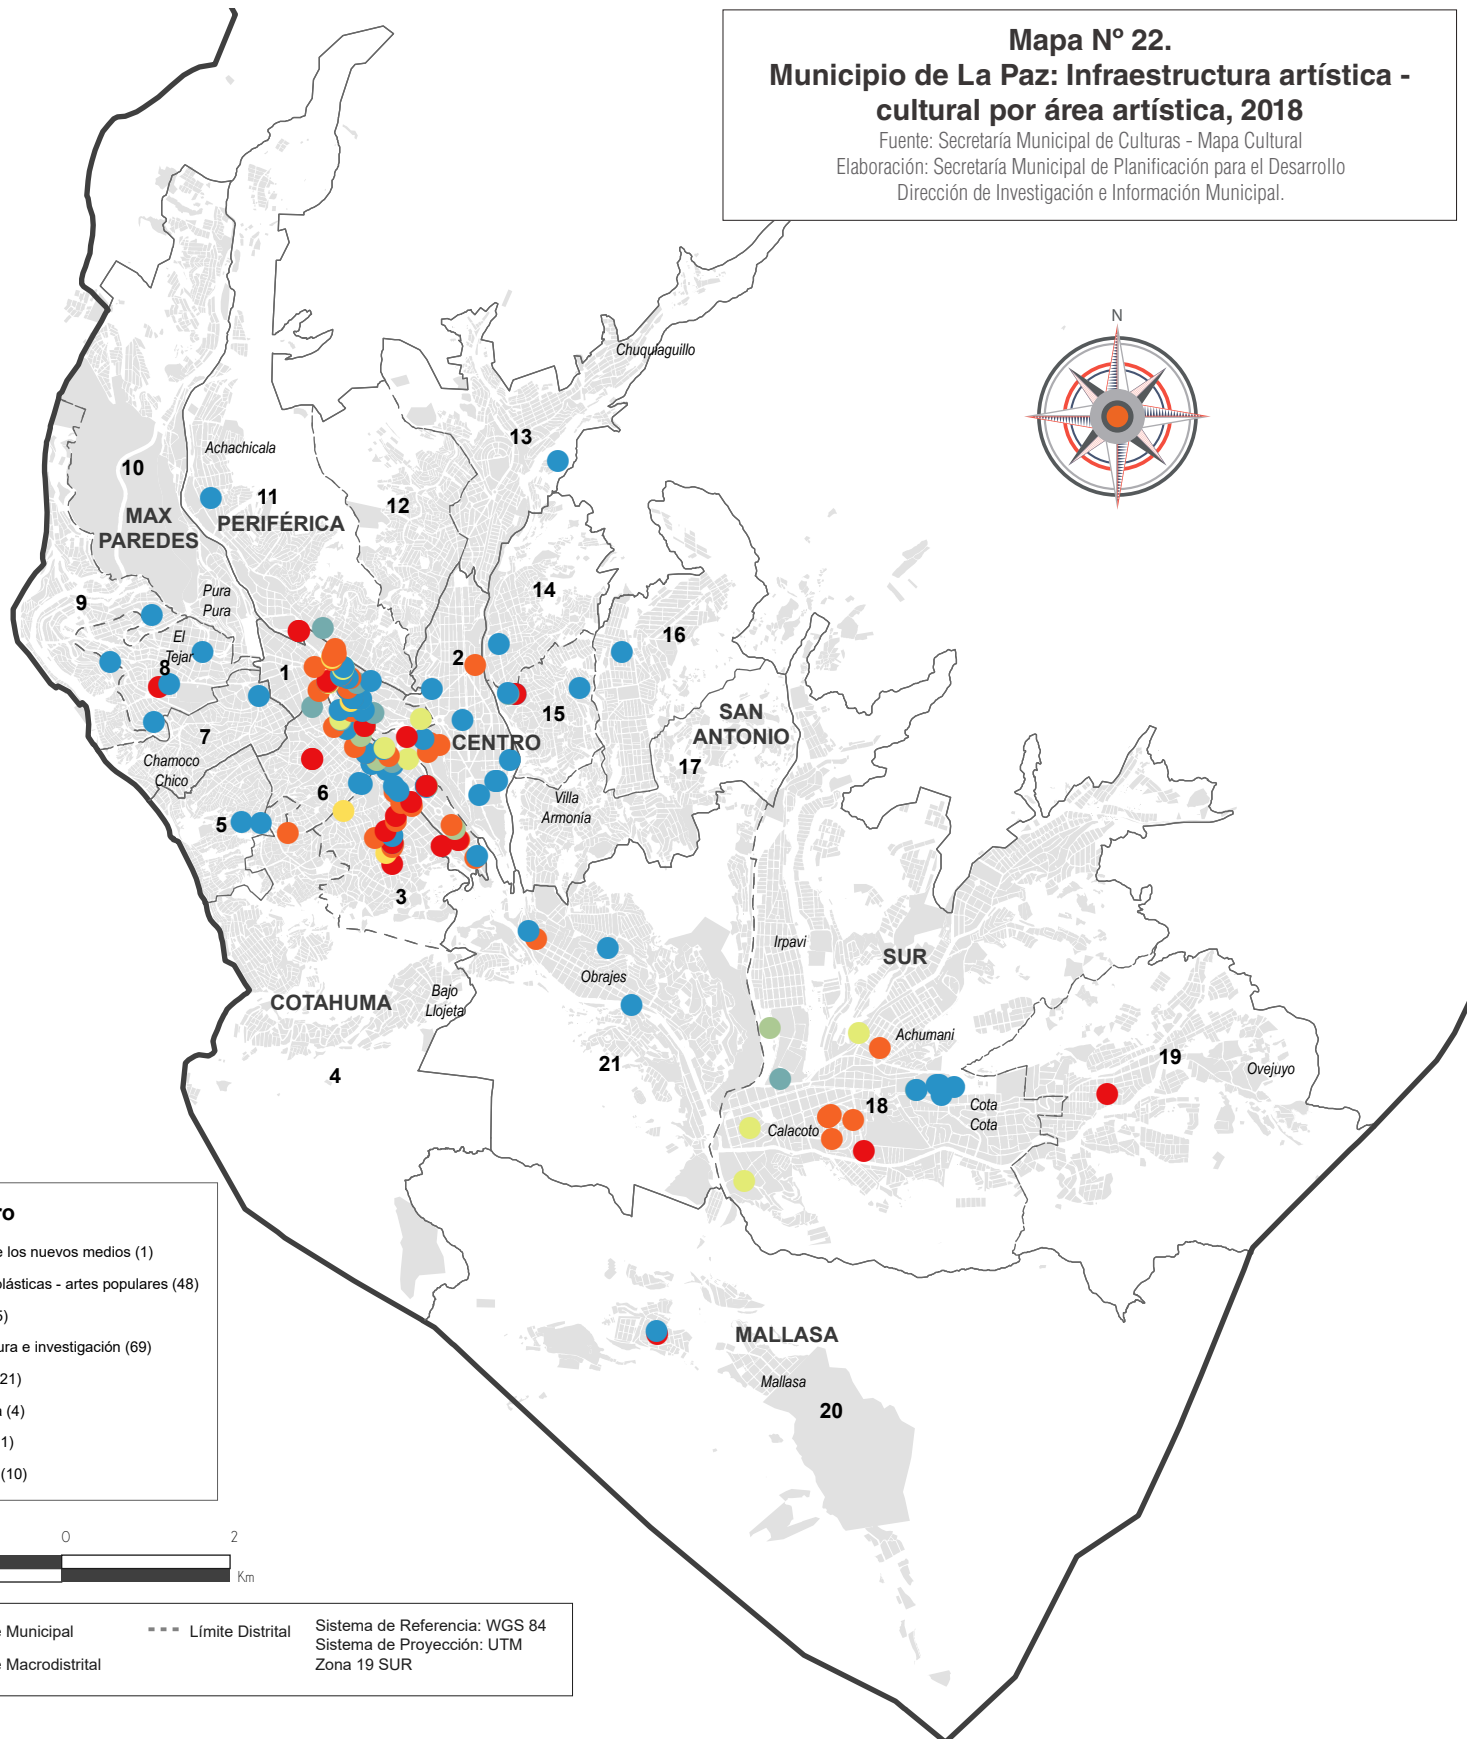 Mapa Nº 22.
Municipio de La Paz: Infraestructura artística -
cultural por área artística, 2018
Fuente: Secretaría Municipal de Culturas - Mapa Cultural
Elaboración: Secretaría Municipal de Planificación para el Desarrollo
Dirección de Investigación e Información Municipal.
N
Chuquiaguillo
13
Achachicala
10
11
12
MAX
PAREDES
PERIFÉRICA
Pura
Pura
9
14
El
Tejar
8
16
2
1
15
SAN
ANTONIO
7
CENTRO
Chamoco
Chico
17
6
Villa
Armonía
5
3
Irpavi
SUR
Obrajes
Bajo
Llojeta
COTAHUMA
Achumani
4
21
19
Ovejuyo
18
Cota
Cota
Calacoto
MALLASA
Mallasa
20
ro
e los nuevos medios (1)
plásticas - artes populares (48)
5)
ura e investigación (69)
21)
a (4)
1)
(10)
0 2
Km
e Municipal
Límite Distrital
e Macrodistrital
Sistema de Referencia: WGS 84
Sistema de Proyección: UTM
Zona 19 SUR